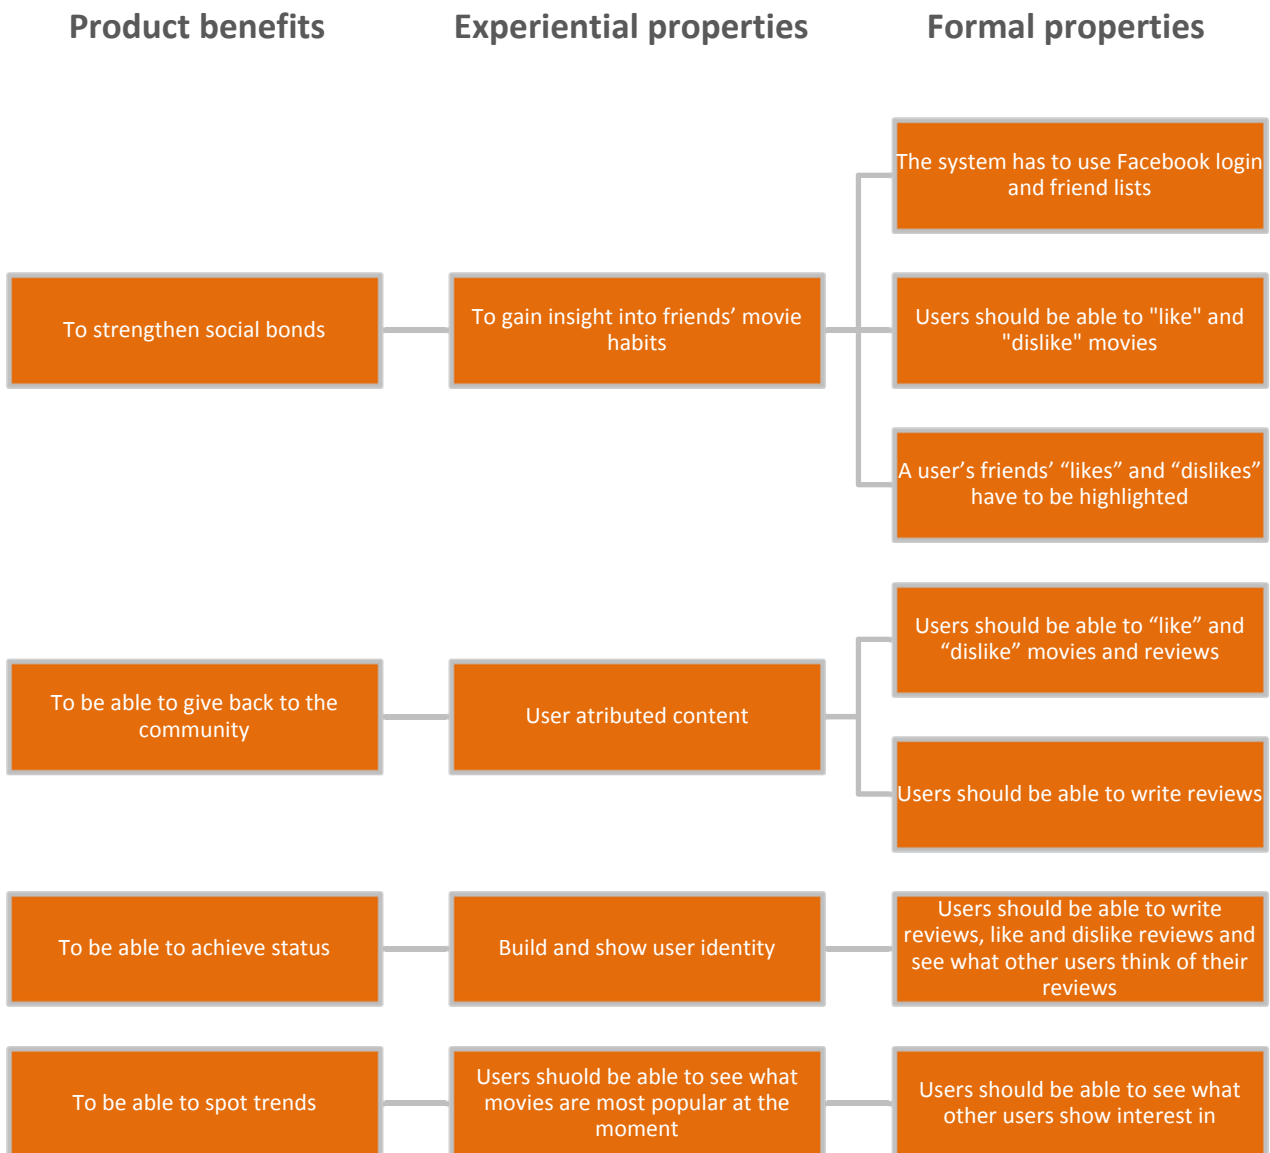 Product benefits
Experiential properties
Formal properties
The system has to use Facebook login
and friend lists
To strengthen social bonds
To gain insight into friends’ movie
habits
Users should be able to "like" and
"dislike" movies
A user’s friends’ “likes” and “dislikes”
have to be highlighted
Users should be able to “like” and
“dislike” movies and reviews
To be able to give back to the
community
User atributed content
Users should be able to write reviews
To be able to achieve status
Build and show user identity
Users should be able to write
reviews, like and dislike reviews and
see what other users think of their
reviews
To be able to spot trends
Users shuold be able to see what
movies are most popular at the
moment
Users should be able to see what
other users show interest in